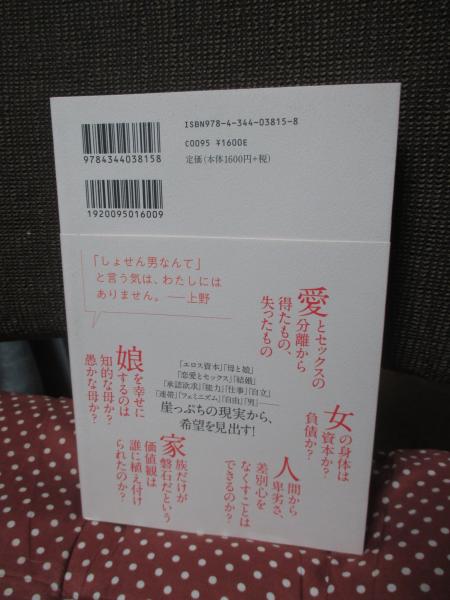 ISBN978-4-344-03815-8
C0095 ¥1600E
定価(本体1600円+税)
9784344038158
1920095016009
「しょせん男なんて」
と言う気は、わたしには
ありません。──上野
愛とセックスの
分離から
得たもの、
失ったもの
「エロス資本」「母と娘」
「恋愛とセックス」「結婚」
「承認欲求」「能力」「仕事」「自立」
「連帯」「フェミニズム」「自由」「男」──
崖っぷちの現実から、
希望を見出す!
娘を幸せに
するのは
知的な母か?
愚かな母か?
女の身体は
資本か?
負債か?
人間から
卑劣さ、
差別心を
なくすことは
できるのか?
家族だけが
磐石だという
価値観は
誰に植え付け
られたのか?